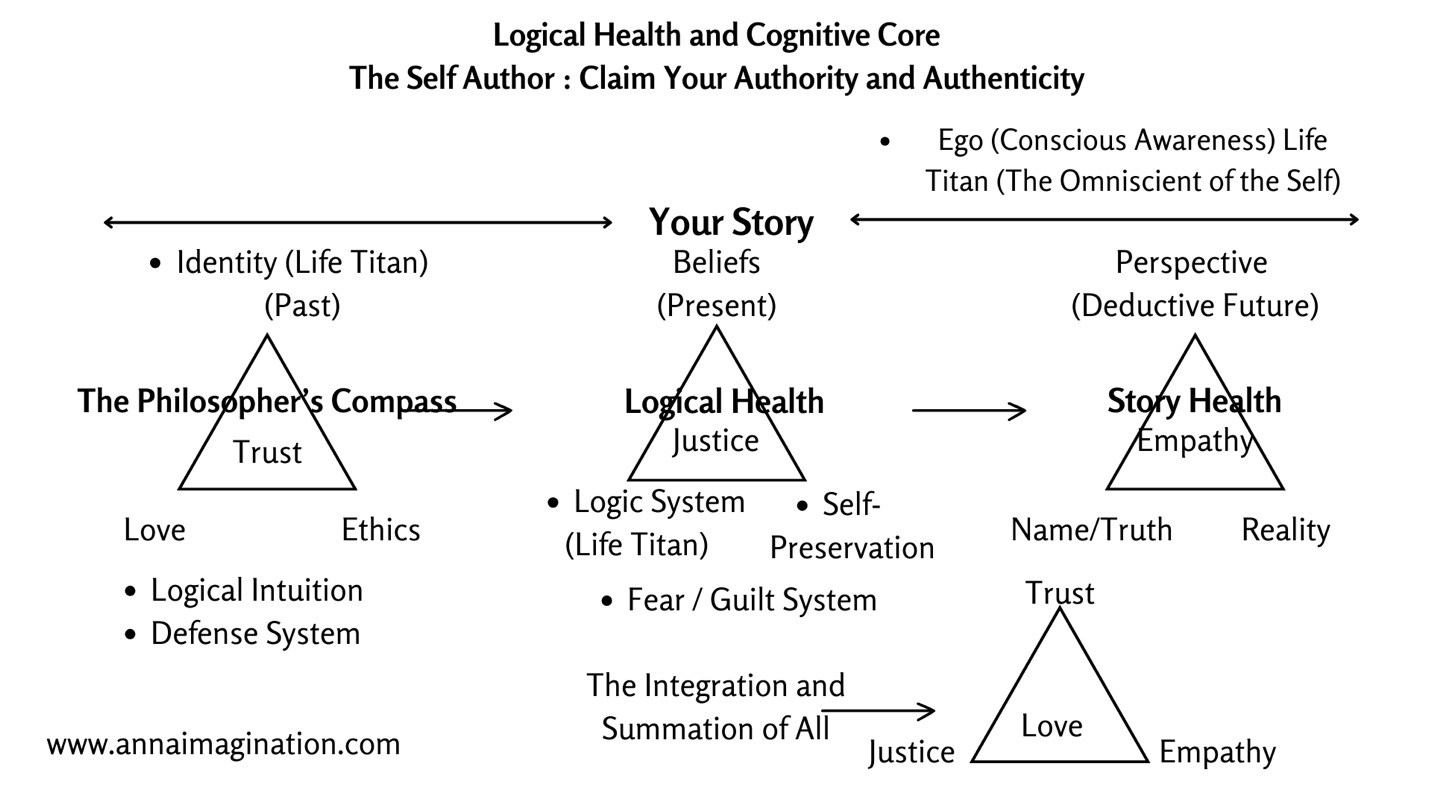 Logical Health and Cognitive Core
The Self Author : Claim Your Authority and Authenticity
• Ego (Conscious Awareness) Life
Titan (The Omniscient of the Self)
Your Story
• Identity (Life Titan)
(Past)
Beliefs
(Present)
Perspective
(Deductive Future)
The Philosopher's Compass
Trust
Love
Ethics
• Logical Intuition
• Defense System
Logical Health
Justice
• Logic System
(Life Titan)
• Self-
Preservation
• Fear / Guilt System
Story Health
Empathy
Name/Truth
Reality
The Integration and
Summation of All
Trust
Love
Justice
Empathy
www.annaimagination.com